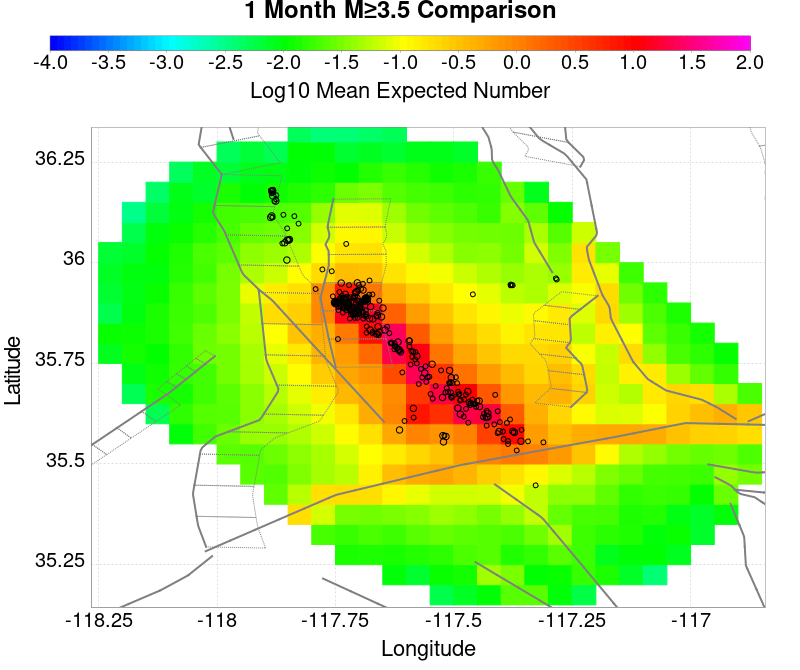 1 Month M≥3.5 Comparison
-4.0 -3.5 -3.0 -2.5 -2.0 -1.5 -1.0 -0.5 0.0 0.5 1.0 1.5 2.0
Log10 Mean Expected Number
36.25
36
35.75
35.5
35.25
Latitude
-118.25 -118 -117.75 -117.5 -117.25 -117
Longitude